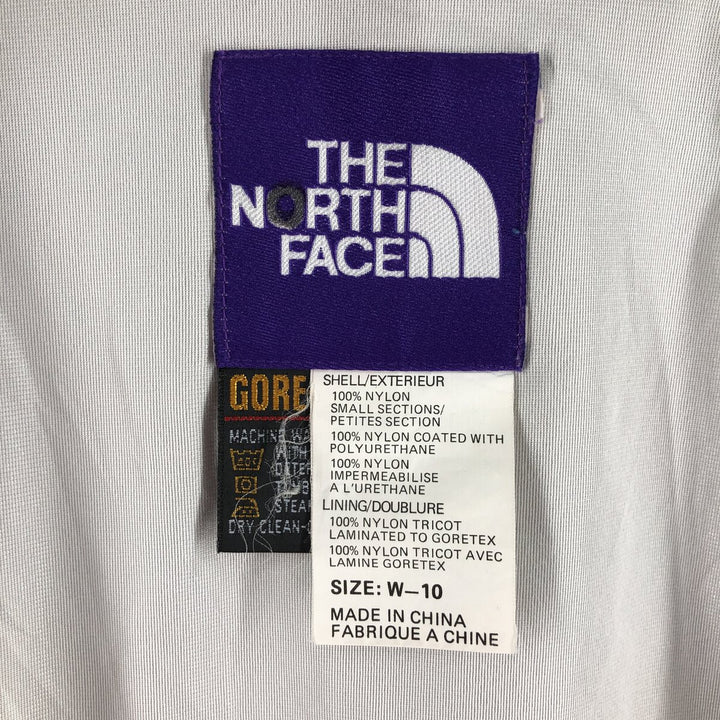 THE
NORTH
FACE
GORE
MACHINE WA
WITH
STEA
DRY CLEAN-
SHELL/EXTERIEUR
100% NYLON
SMALL SECTIONS/
PETITES SECTION
100% NYLON COATED WITH
POLYURETHANE
100% NYLON
IMPERMEABILISE
A L'URETHANE
LINING/DOUBLURE
100% NYLON TRICOT
LAMINATED TO GORETEX
100% NYLON TRICOT AVEC
LAMINE GORETEX
SIZE: W—10
MADE IN CHINA
FABRIQUE A CHINE